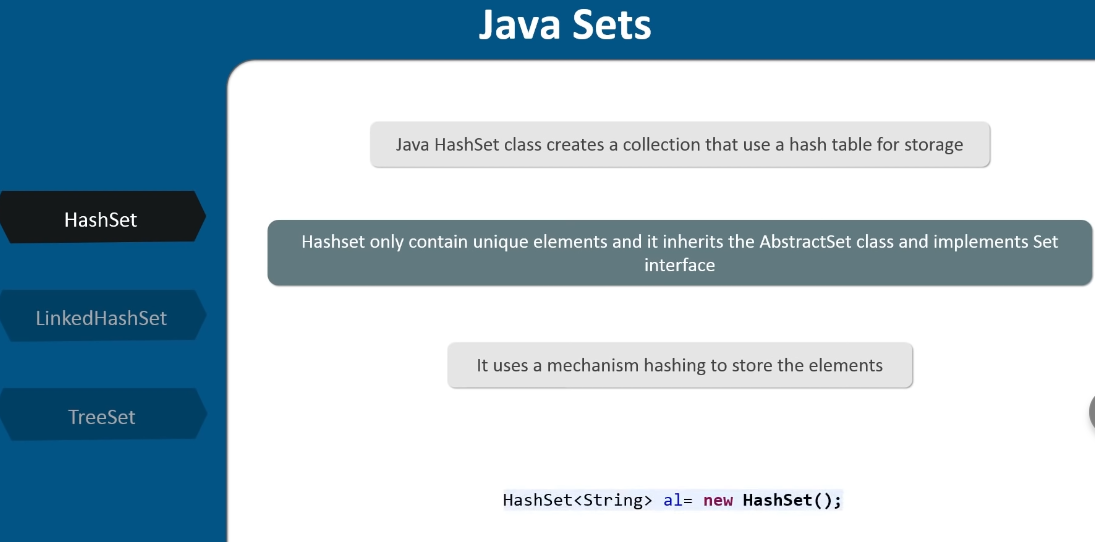 Java Sets
Java HashSet class creates a collection that use a hash table for storage
HashSet
Hashset only contain unique elements and it inherits the AbstractSet class and implements Set
interface
LinkedHashSet
It uses a mechanism hashing to store the elements
TreeSet
HashSet<String> al= new HashSet();